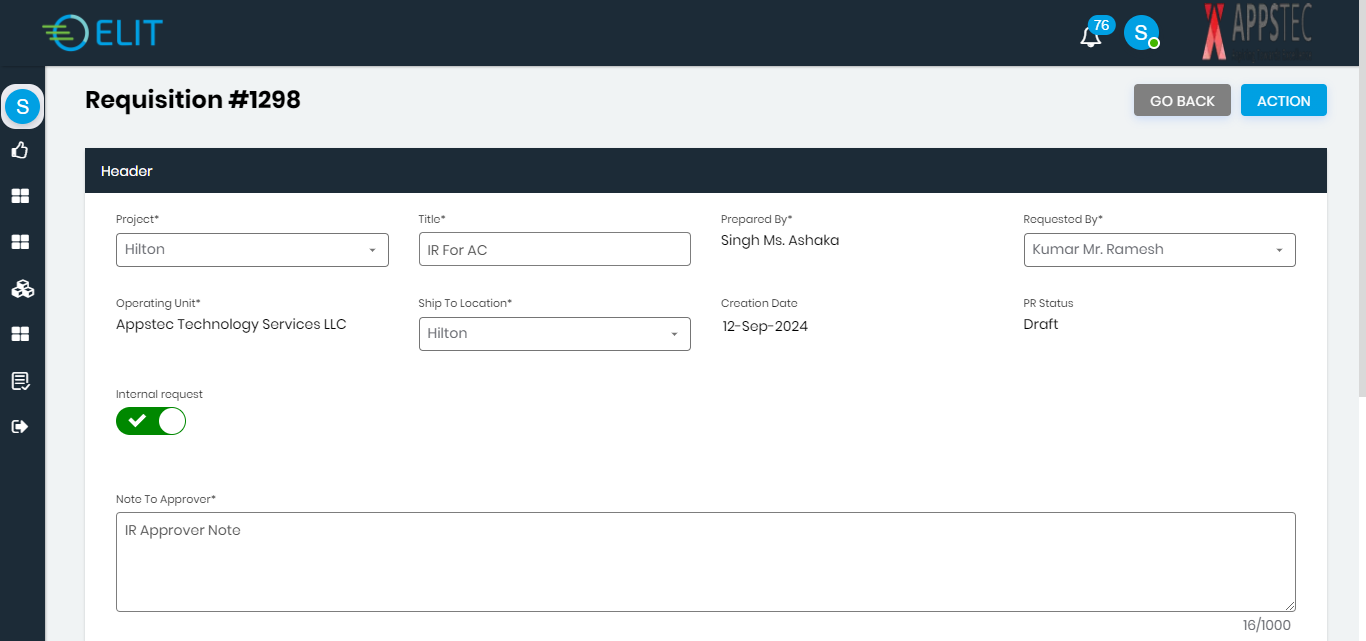 ELIT
76
S
APPSTEC
S
Requisition #1298
GO BACK
ACTION
Header
Project*
Title*
Prepared By*
Requested By*
Hilton
IR For AC
Singh Ms. Ashaka
Kumar Mr. Ramesh
Operating Unit*
Ship To Location*
Creation Date
PR Status
Appstec Technology Services LLC
Hilton
12-Sep-2024
Draft
Internal request
Note To Approver*
IR Approver Note
16/1000